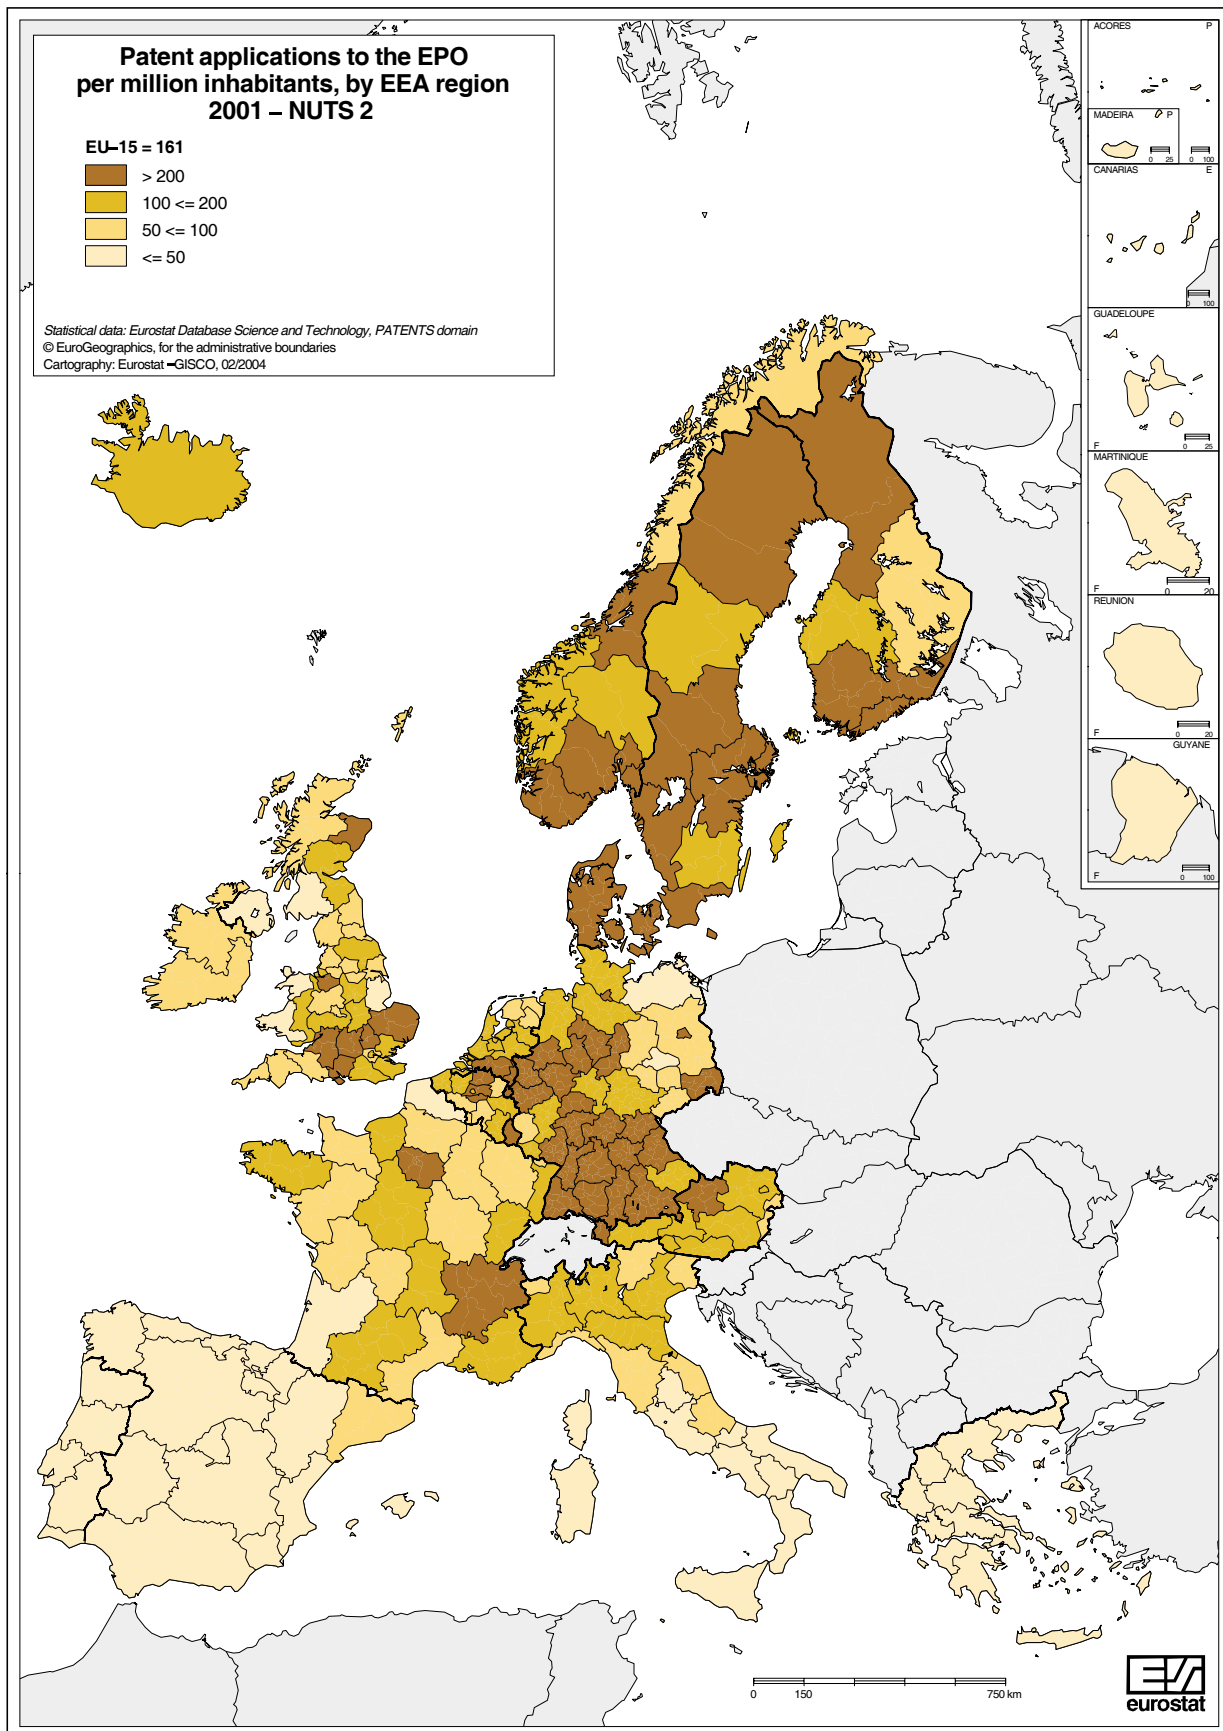 Patent applications to the EPO
per million inhabitants, by EEA region
2001 – NUTS 2
EU–15 = 161
> 200
100 <= 200
50 <= 100
<= 50
Statistical data: Eurostat Database Science and Technology, PATENTS domain
© EuroGeographics, for the administrative boundaries
Cartography: Eurostat – GISCO, 02/2004
ACORES P
MADEIRA P
0 25 0 100
CANARIAS E
0 100
GUADELOUPE
F 0 25
MARTINIQUE
F 0 20
REUNION
F 0 20
GUYANE
F 0 100
0 150 750 km
eurostat